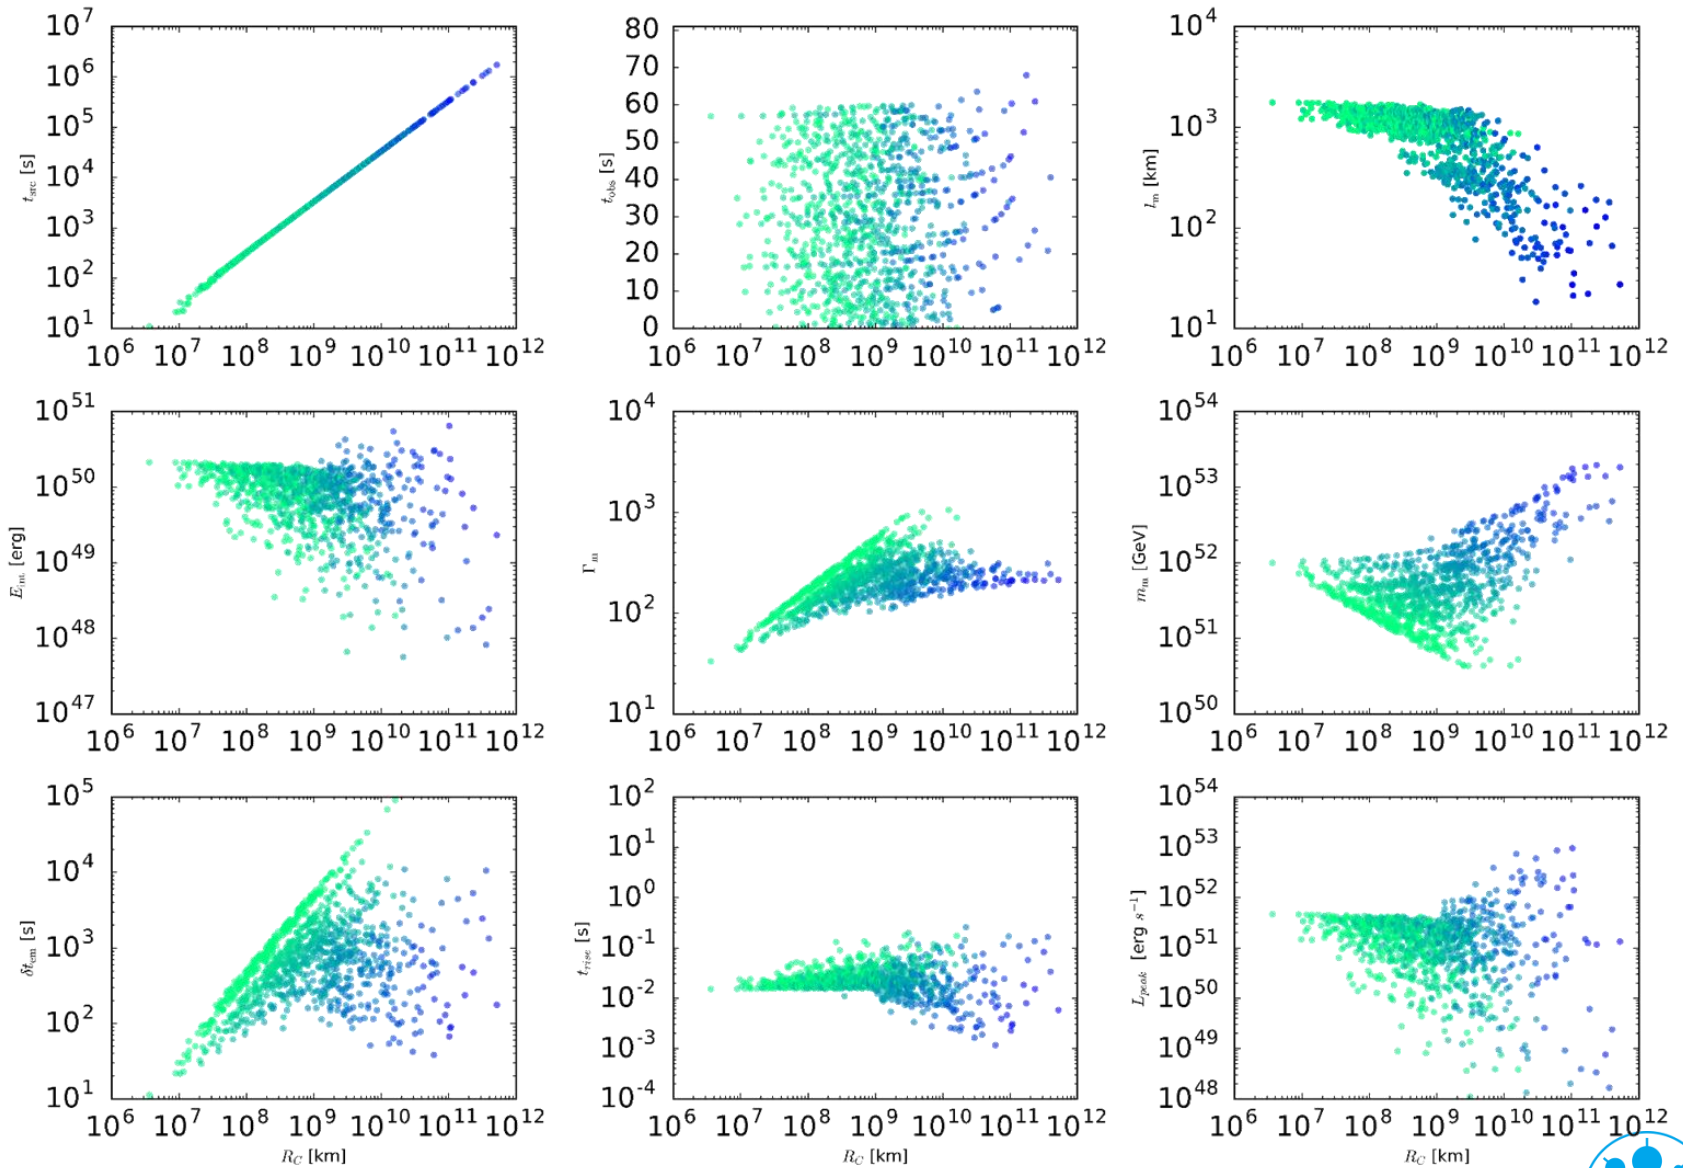 10^7
10^6
10^5
10^4
10^3
10^2
10^1
t_src [s]
10^6 10^7 10^8 10^9 10^10 10^11 10^12
80
70
60
50
40
30
20
10
0
t_obs [s]
10^6 10^7 10^8 10^9 10^10 10^11 10^12
10^4
10^3
10^2
10^1
l_m [km]
10^6 10^7 10^8 10^9 10^10 10^11 10^12
10^51
10^50
10^49
10^48
10^47
E_int. [erg]
10^6 10^7 10^8 10^9 10^10 10^11 10^12
10^4
10^3
10^2
10^1
Γ_m
10^6 10^7 10^8 10^9 10^10 10^11 10^12
10^54
10^53
10^52
10^51
10^50
m_m [GeV]
10^6 10^7 10^8 10^9 10^10 10^11 10^12
10^5
10^4
10^3
10^2
10^1
δt_em [s]
10^6 10^7 10^8 10^9 10^10 10^11 10^12
R_C [km]
10^2
10^1
10^0
10^-1
10^-2
10^-3
10^-4
t_rise [s]
10^6 10^7 10^8 10^9 10^10 10^11 10^12
R_C [km]
10^54
10^53
10^52
10^51
10^50
10^49
10^48
L_peak [erg s^-1]
10^6 10^7 10^8 10^9 10^10 10^11 10^12
R_C [km]